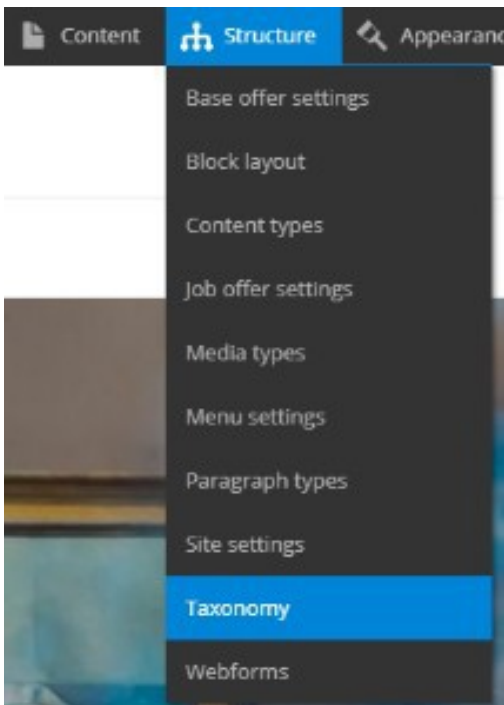 Content Structure Appearanc
Base offer settings
Block layout
Content types
Job offer settings
Media types
Menu settings
Paragraph types
Site settings
Taxonomy
Webforms